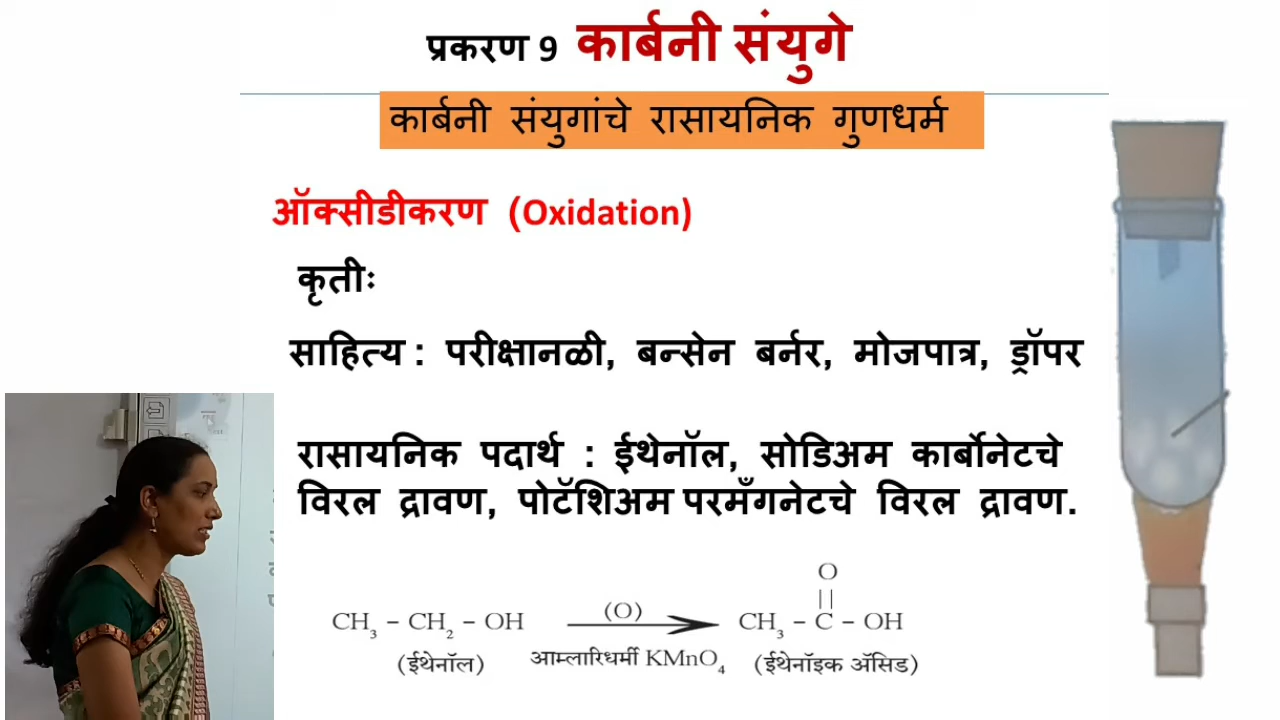 प्रकरण 9 कार्बनी संयुगे
कार्बनी संयुगांचे रासायनिक गुणधर्म
ऑक्सीडीकरण (Oxidation)
कृतीः
साहित्य : परीक्षानळी, बन्सेन बर्नर, मोजपात्र, ड्रॉपर
रासायनिक पदार्थ : ईथेनॉल, सोडिअम कार्बोनेटचे
विरल द्रावण, पोटॅशिअम परमँगनेटचे विरल द्रावण.
O
||
CH₃ – CH₂ – OH (O) CH₃ – C – OH
(ईथेनॉल) आम्लारिधर्मी KMnO₄ (ईथेनॉइक ॲसिड)